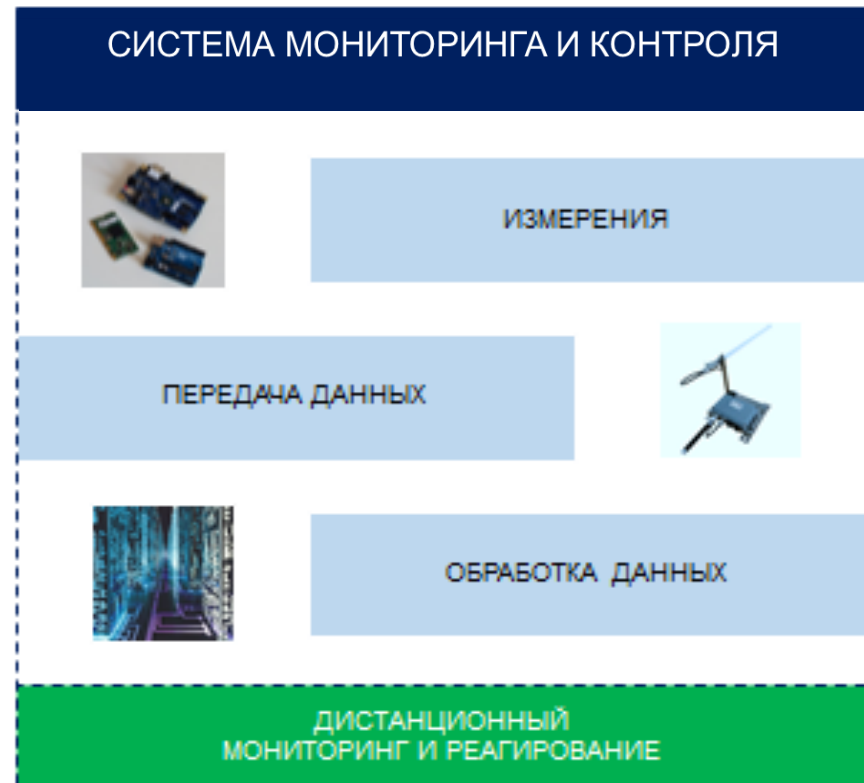 СИСТЕМА МОНИТОРИНГА И КОНТРОЛЯ
ИЗМЕРЕНИЯ
ПЕРЕДАЧА ДАННЫХ
ОБРАБОТКА ДАННЫХ
ДИСТАНЦИОННЫЙ
МОНИТОРИНГ И РЕАГИРОВАНИЕ